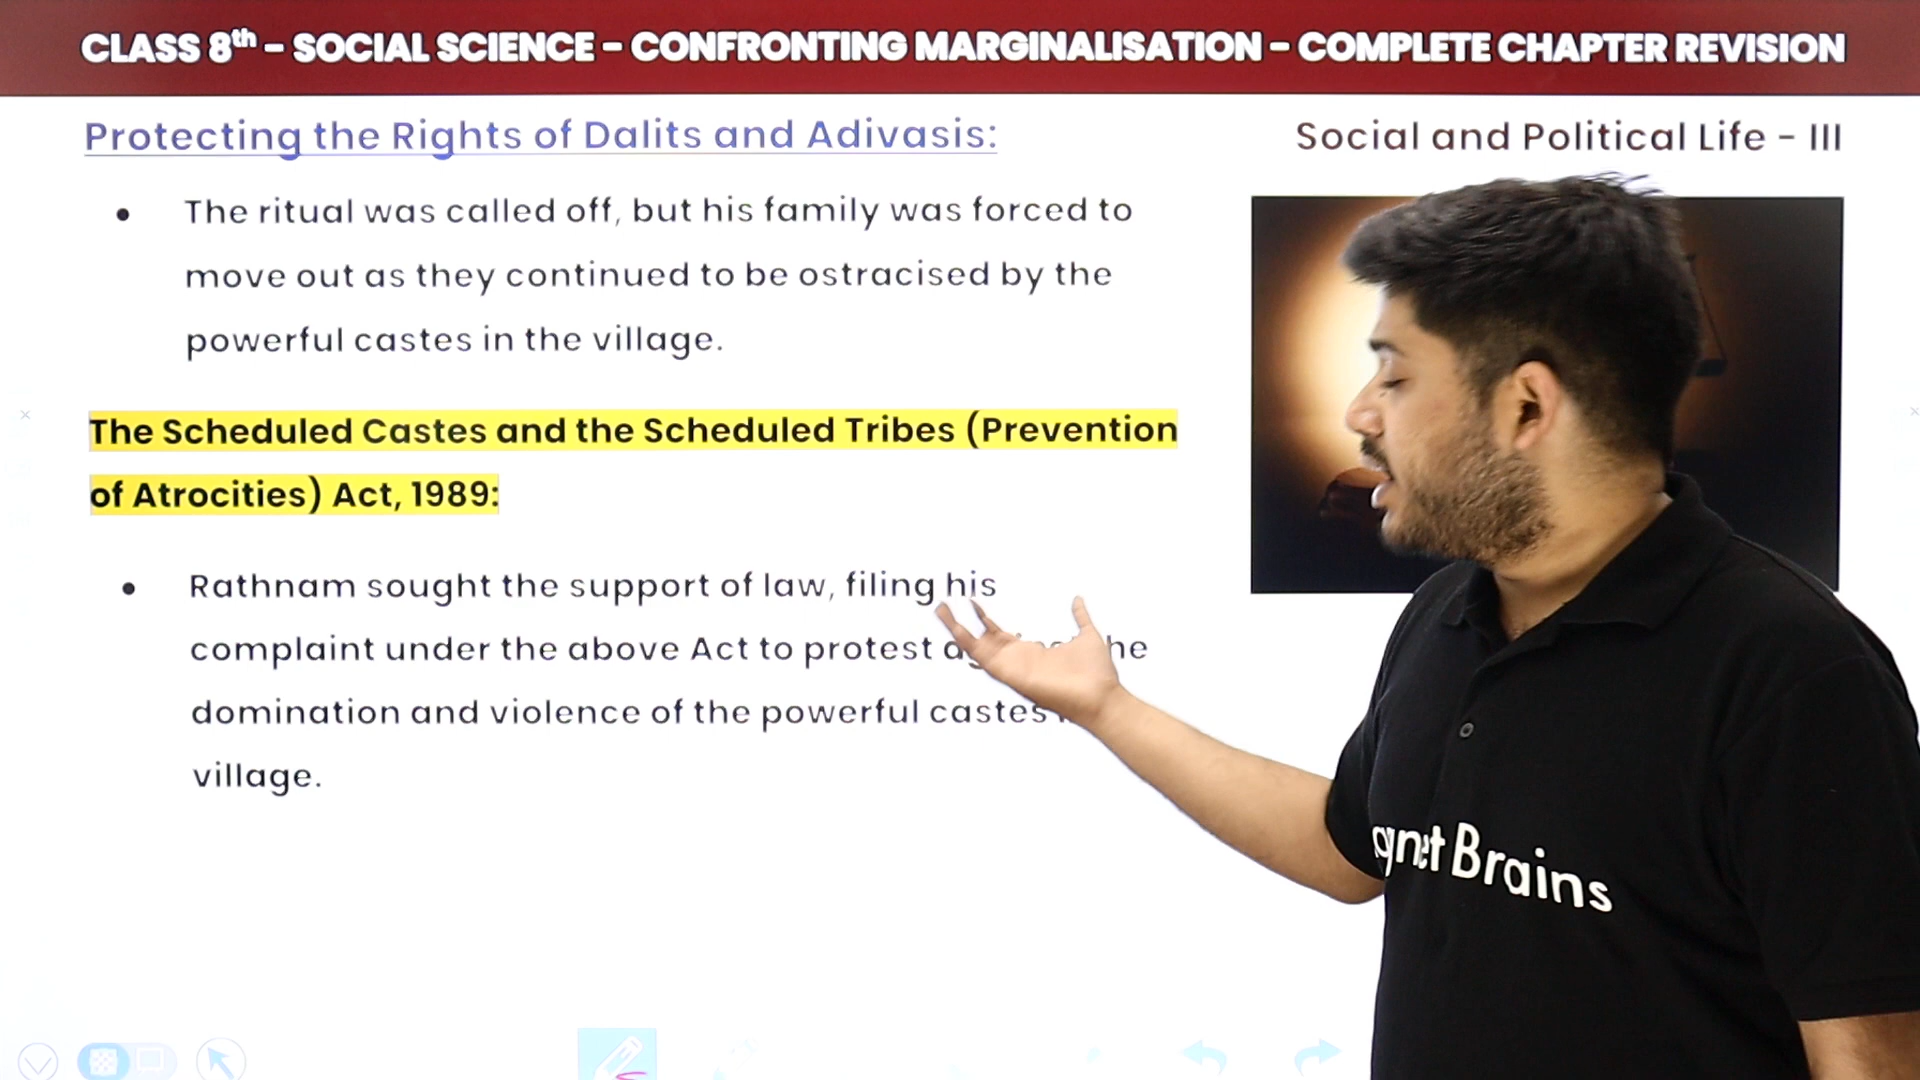 CLASS 8th – SOCIAL SCIENCE – CONFRONTING MARGINALISATION – COMPLETE CHAPTER REVISION
Protecting the Rights of Dalits and Adivasis:
Social and Political Life – III
• The ritual was called off, but his family was forced to
move out as they continued to be ostracised by the
powerful castes in the village.
The Scheduled Castes and the Scheduled Tribes (Prevention
of Atrocities) Act, 1989:
• Rathnam sought the support of law, filing his
complaint under the above Act to protest
domination and violence of the powerful castes
village.
Brains